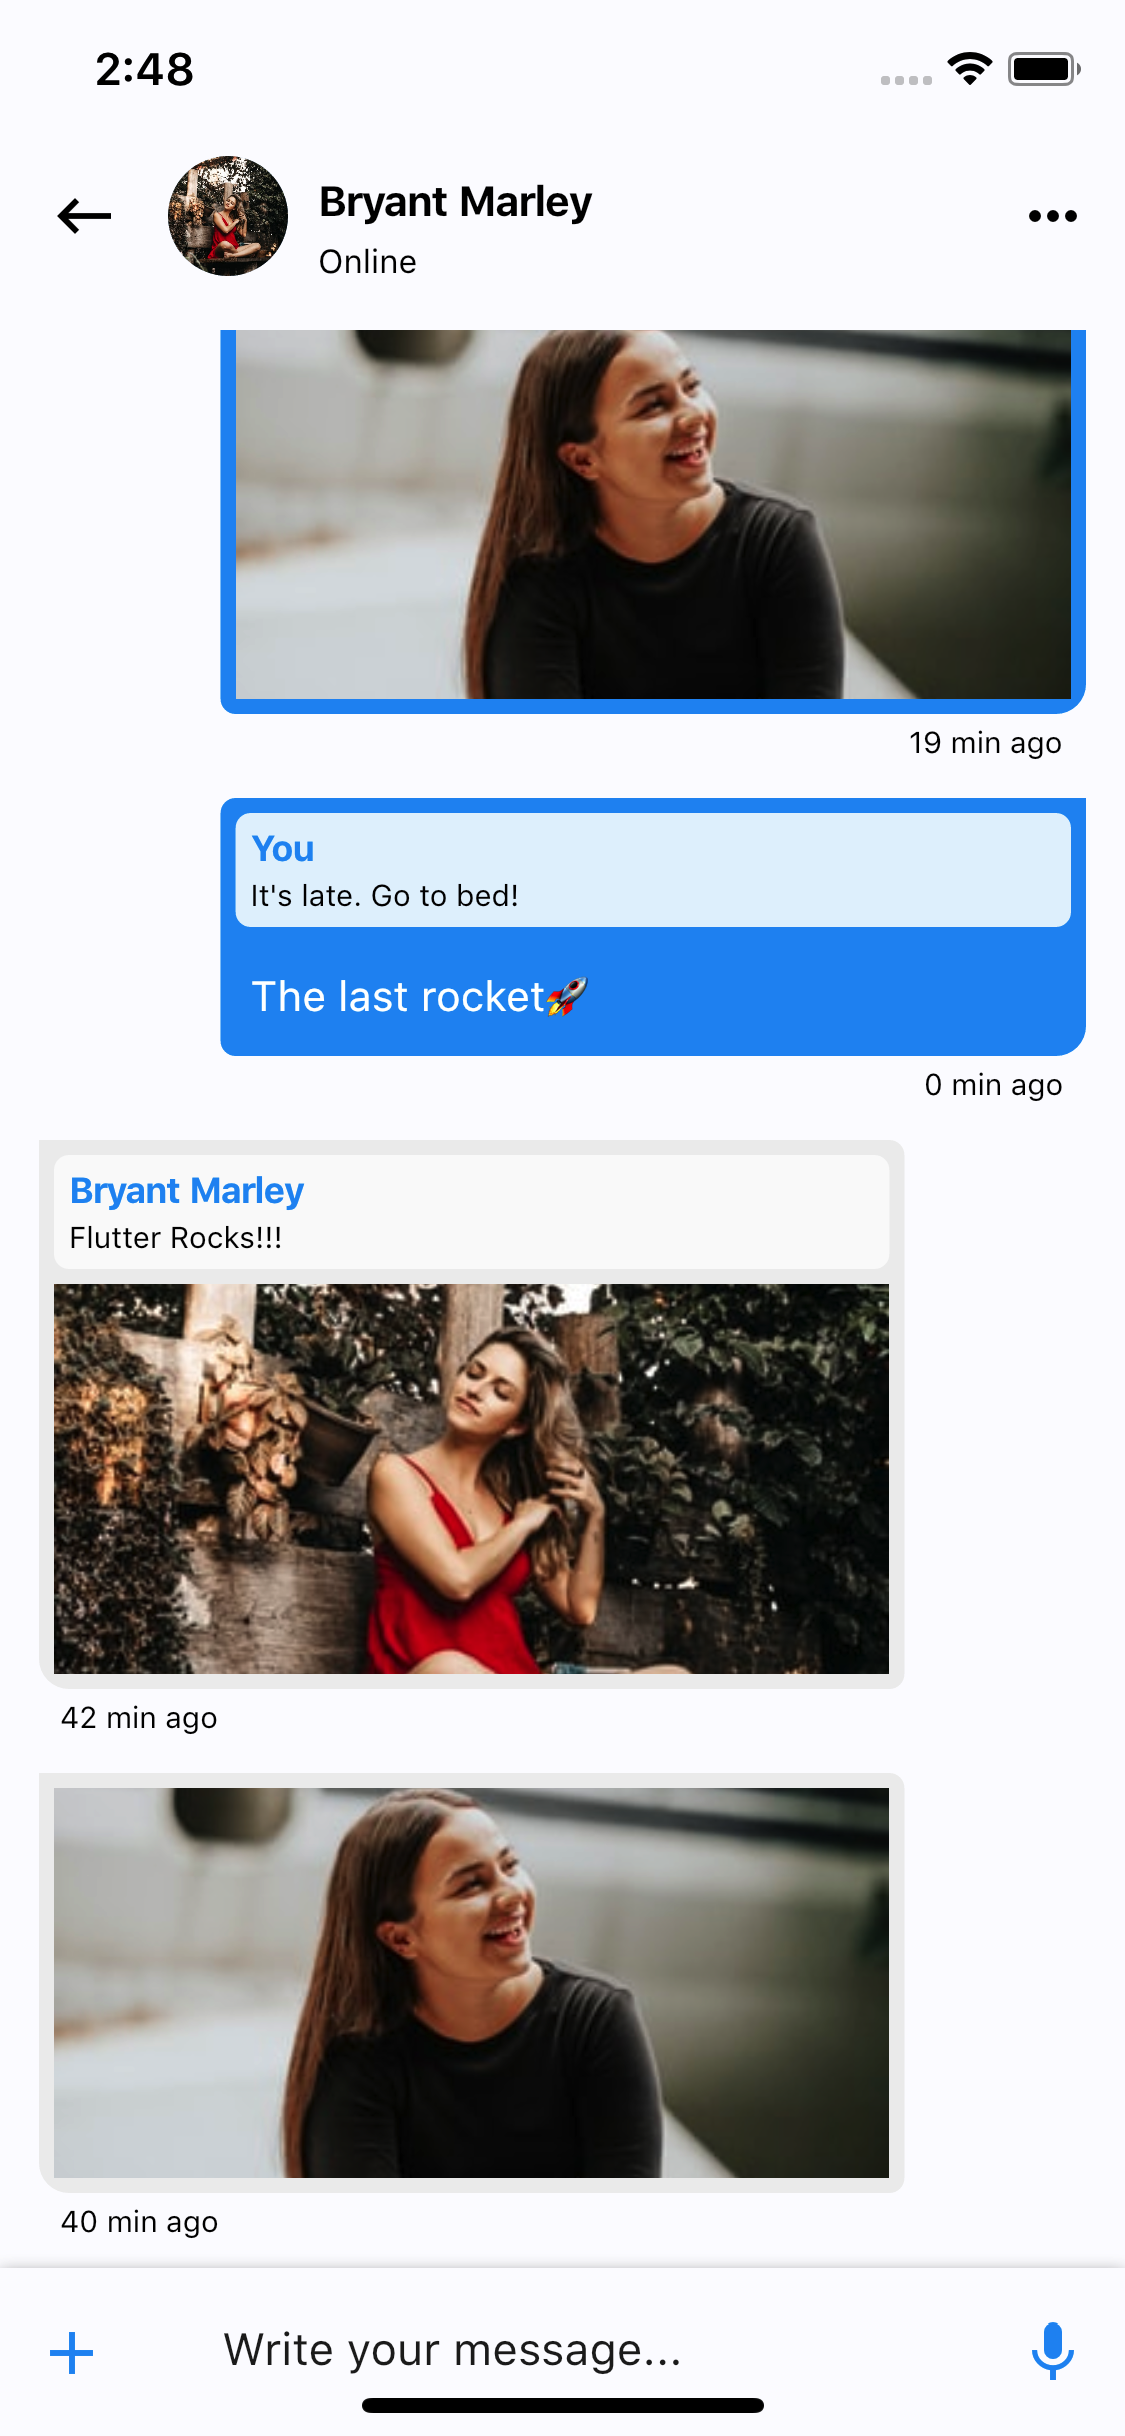 2:48
Bryant Marley
Online
19 min ago
You
It's late. Go to bed!
The last rocket🚀
0 min ago
Bryant Marley
Flutter Rocks!!!
42 min ago
40 min ago
Write your message...